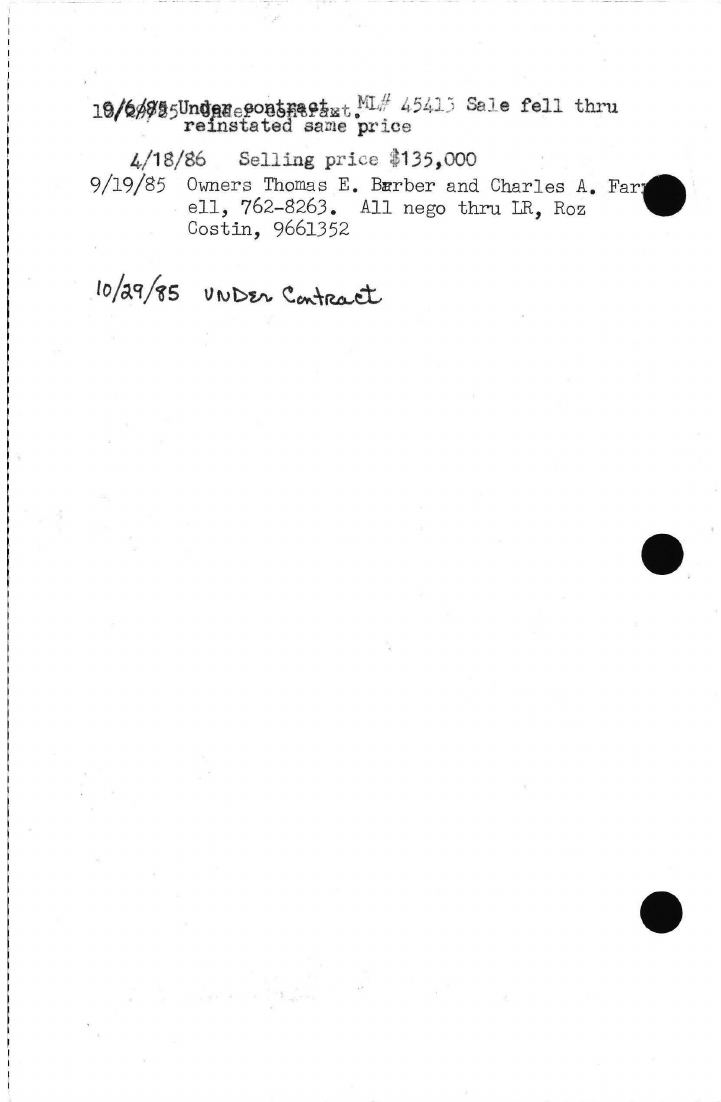 Under contract. ML# 45413 Sale fell thru
reinstated same price
4/18/86 Selling price $135,000
9/19/85 Owners Thomas E. Barber and Charles A. Farr
ell, 762-8263. All nego thru LR, Roz
Costin, 9661352
10/29/85 UNDER Contract